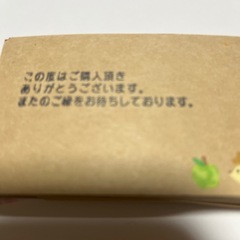 この度はご購入頂き
ありがとうございます。
またのご縁をお待ちしております。